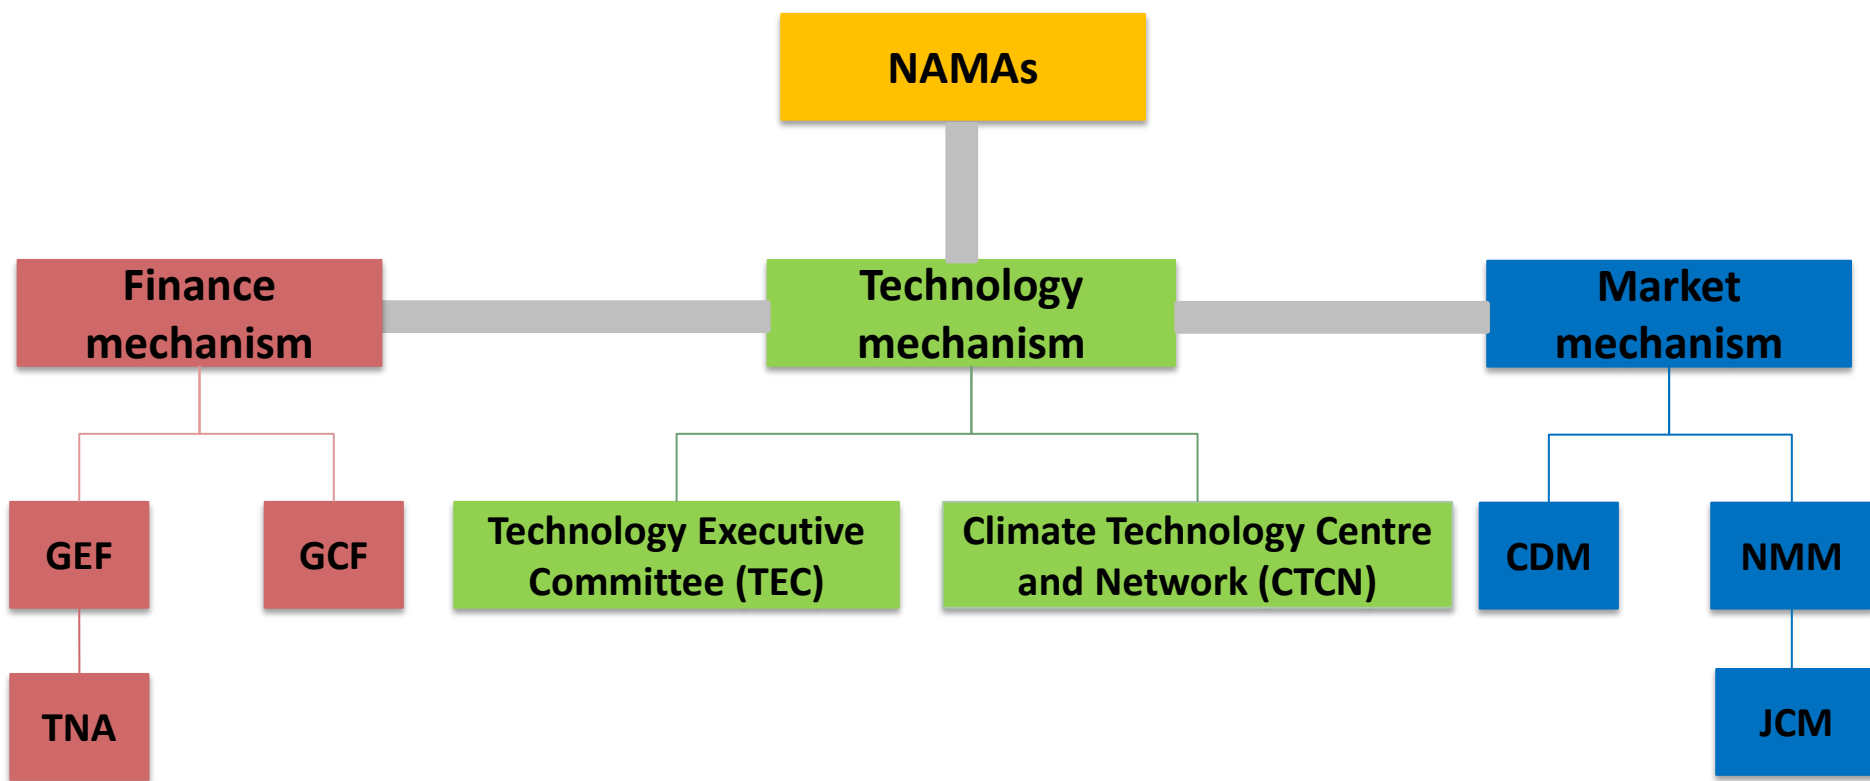 NAMAs
Finance
mechanism
Technology
mechanism
Market
mechanism
GEF
GCF
Technology Executive
Committee (TEC)
Climate Technology Centre
and Network (CTCN)
CDM
NMM
TNA
JCM